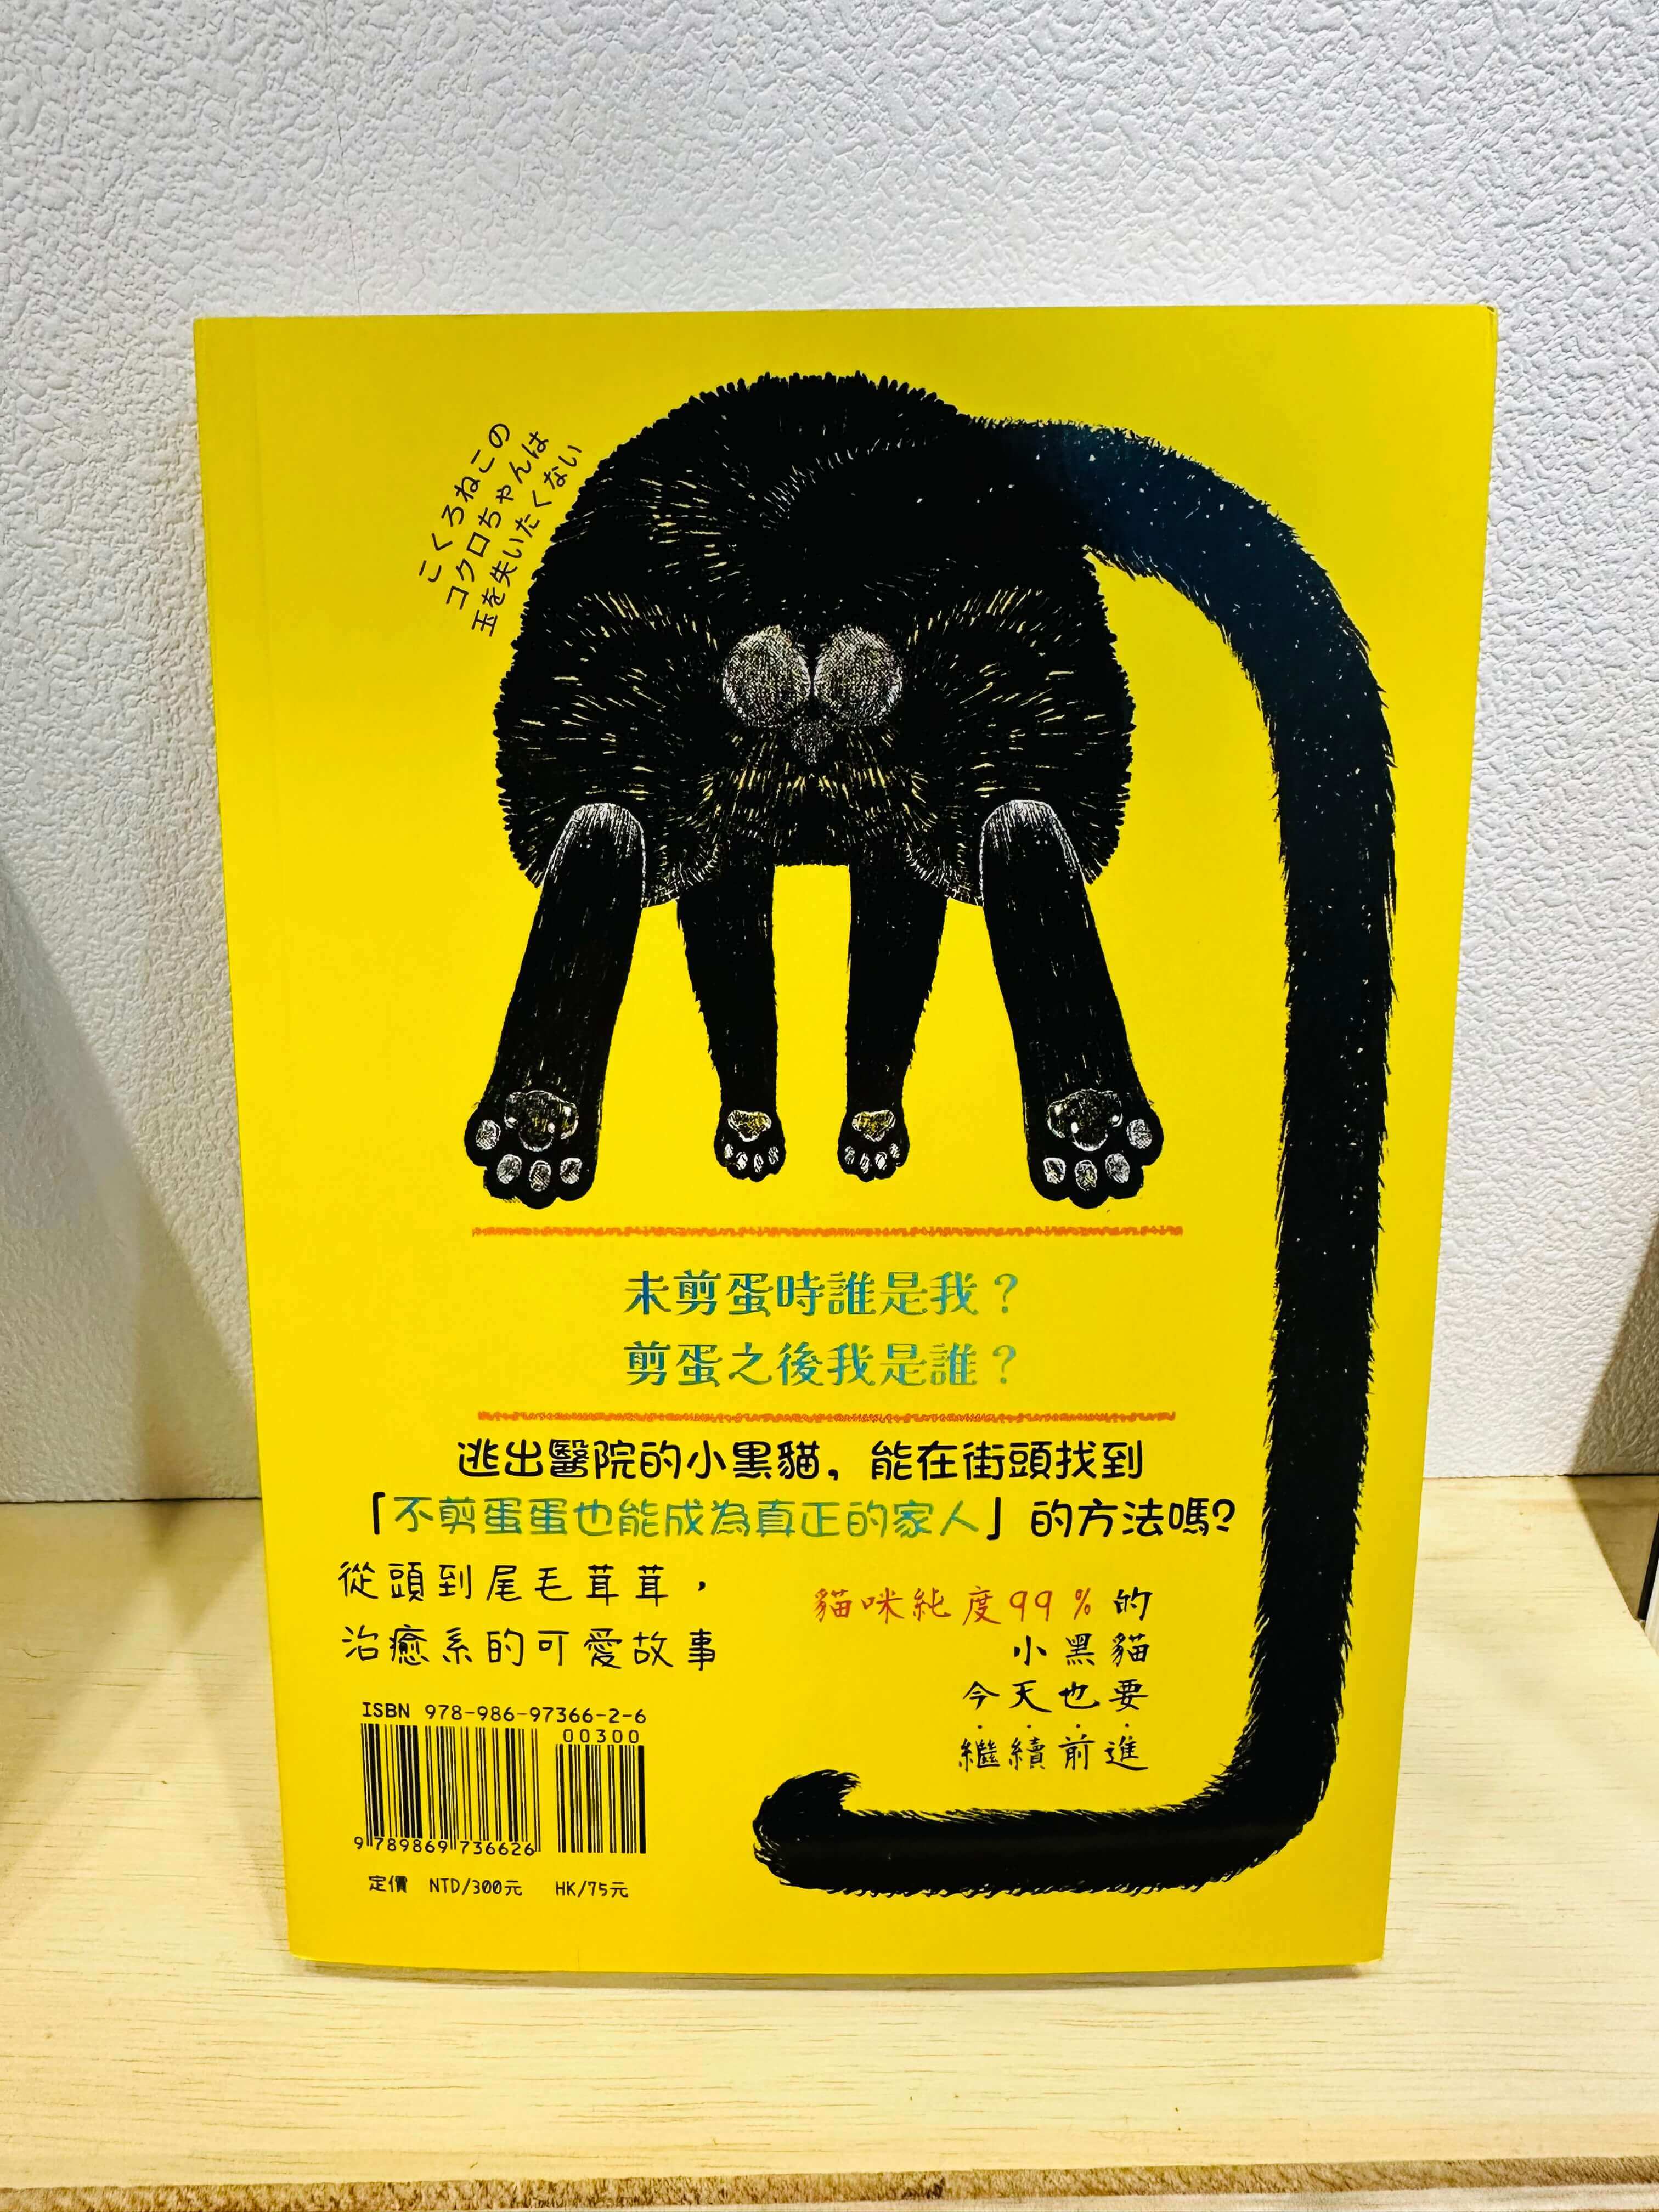 こくろねこの
コクロちゃんは
玉を失いたくない
未剪蛋時誰是我？
剪蛋之後我是誰？
逃出醫院的小黑貓，能在街頭找到
「不剪蛋蛋也能成為真正的家人」的方法嗎？
從頭到尾毛茸茸，
治癒系的可愛故事
貓咪純度99％的
小黑貓
今天也要
繼續前進
ISBN 978-986-97366-2-6
00300
9 789869 736626
定價 NTD/300元 HK/75元